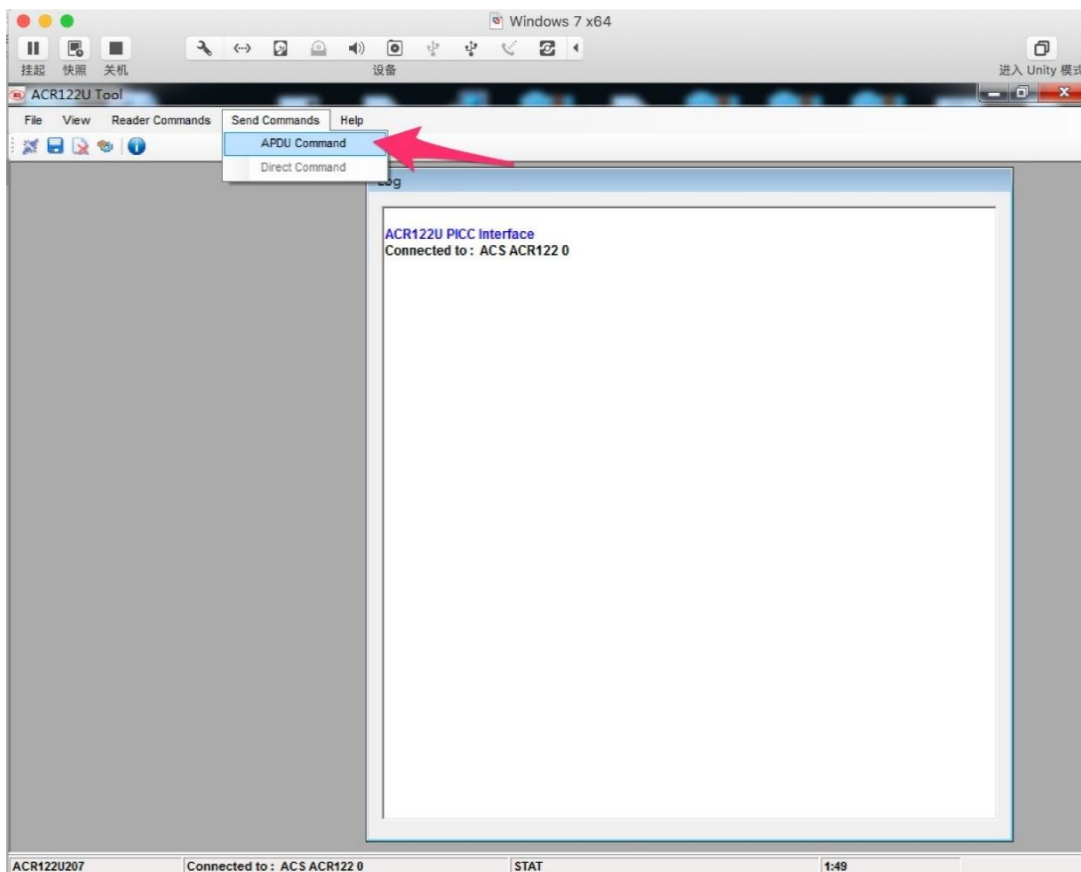 Windows 7 x64
挂起 快照 关机 设备 进入 Unity 模式
ACR122U Tool
File View Reader Commands Send Commands Help
APDU Command
Direct Command
Log
ACR122U PICC Interface
Connected to : ACS ACR122 0
ACR122U207 Connected to : ACS ACR122 0 STAT 1:49